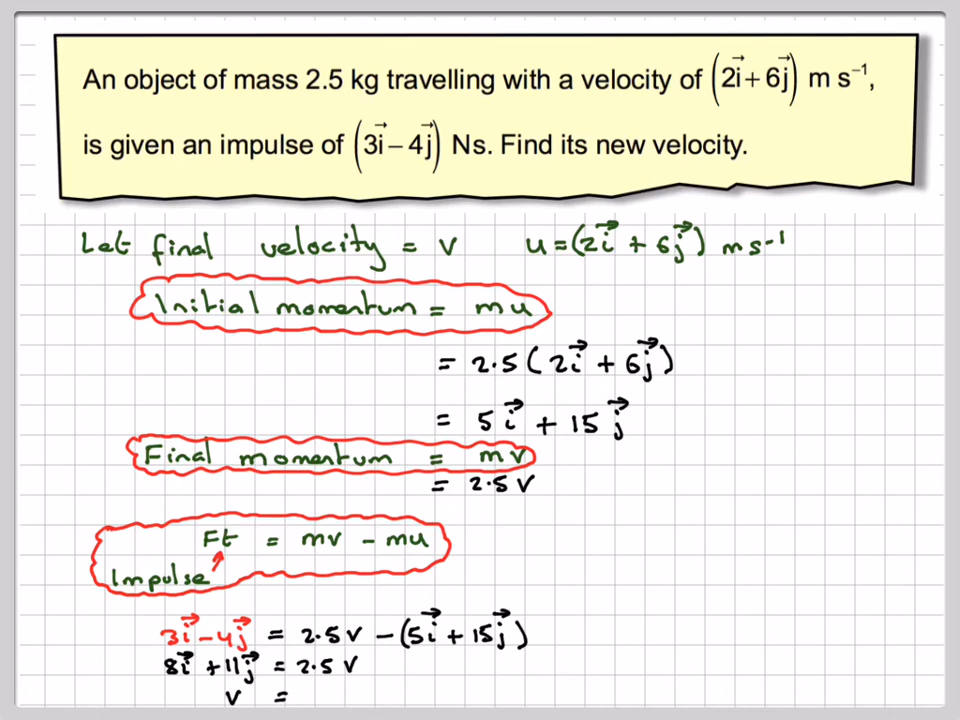 An object of mass 2.5 kg travelling with a velocity of (2i⃗ + 6j⃗) m s⁻¹,
is given an impulse of (3i⃗ – 4j⃗) Ns. Find its new velocity.
Let final velocity = v u = (2i⃗ + 6j⃗) m s⁻¹
Initial momentum = mu
= 2.5 (2i⃗ + 6j⃗)
= 5i⃗ + 15j⃗
Final momentum = mv
= 2.5 v
Ft = mv – mu
Impulse
3i⃗ – 4j⃗ = 2.5 v – (5i⃗ + 15j⃗)
8i⃗ + 11j⃗ = 2.5 v
v =